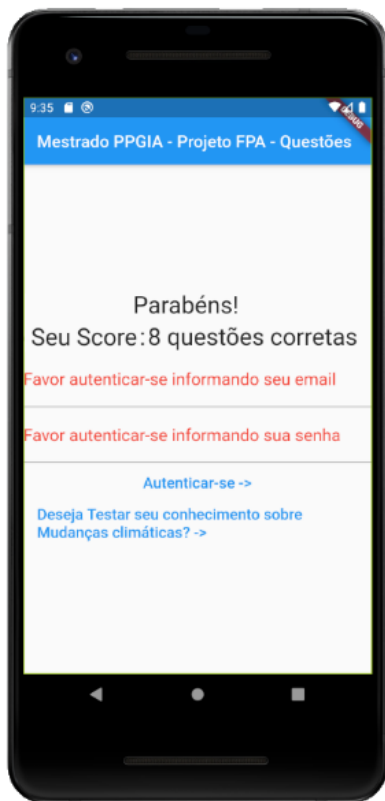 9:35
DEBUG
Mestrado PPGIA - Projeto FPA - Questões
Parabéns!
Seu Score:8 questões corretas
Favor autenticar-se informando seu email
Favor autenticar-se informando sua senha
Autenticar-se ->
Deseja Testar seu conhecimento sobre
Mudanças climáticas? ->